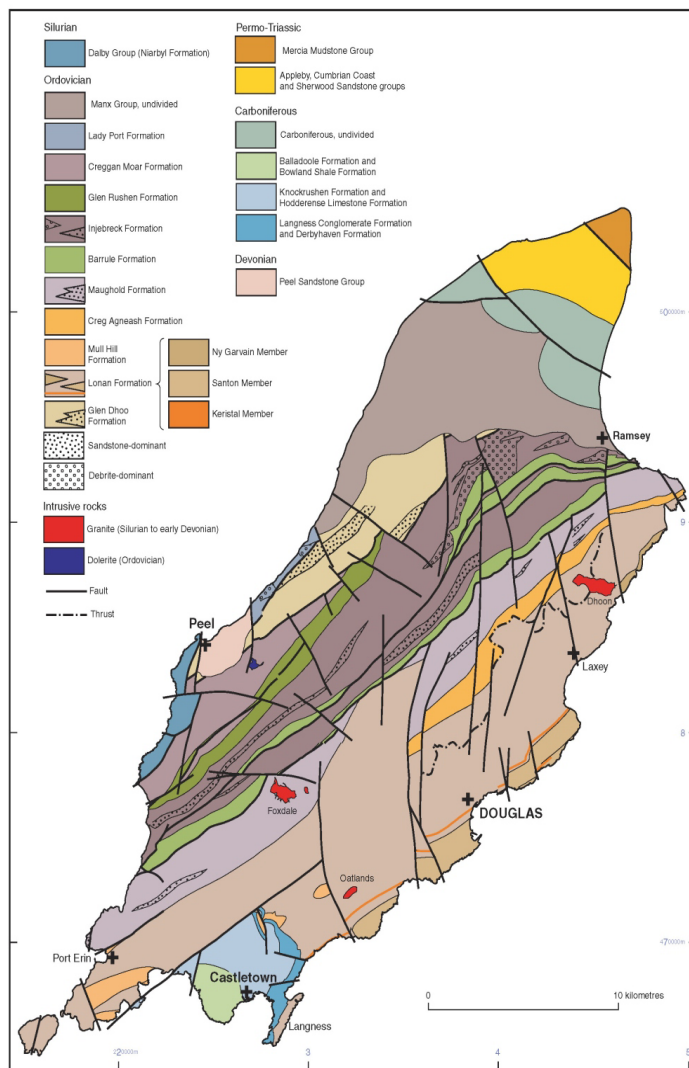 Silurian
Dalby Group (Niarbyl Formation)
Ordovician
Manx Group, undivided
Lady Port Formation
Creggan Moar Formation
Glen Rushen Formation
Injebreck Formation
Barrule Formation
Maughold Formation
Creg Agneash Formation
Mull Hill
Formation
Lonan Formation
Glen Dhoo
Formation
Sandstone-dominant
Debrite-dominant
Ny Garvain Member
Santon Member
Keristal Member
Intrusive rocks
Granite (Silurian to early Devonian)
Dolerite (Ordovician)
Fault
Thrust
Permo-Triassic
Mercia Mudstone Group
Appleby, Cumbrian Coast
and Sherwood Sandstone groups
Carboniferous
Carboniferous, undivided
Balladoole Formation and
Bowland Shale Formation
Knockrushen Formation and
Hodderense Limestone Formation
Langness Conglomerate Formation
and Derbyhaven Formation
Devonian
Peel Sandstone Group
Ramsey
Dhoon
Peel
Laxey
DOUGLAS
Foxdale
Oatlands
Port Erin
Castletown
Langness
0
10 kilometres
60000m
9
8
470000m
220000m
3
4
5